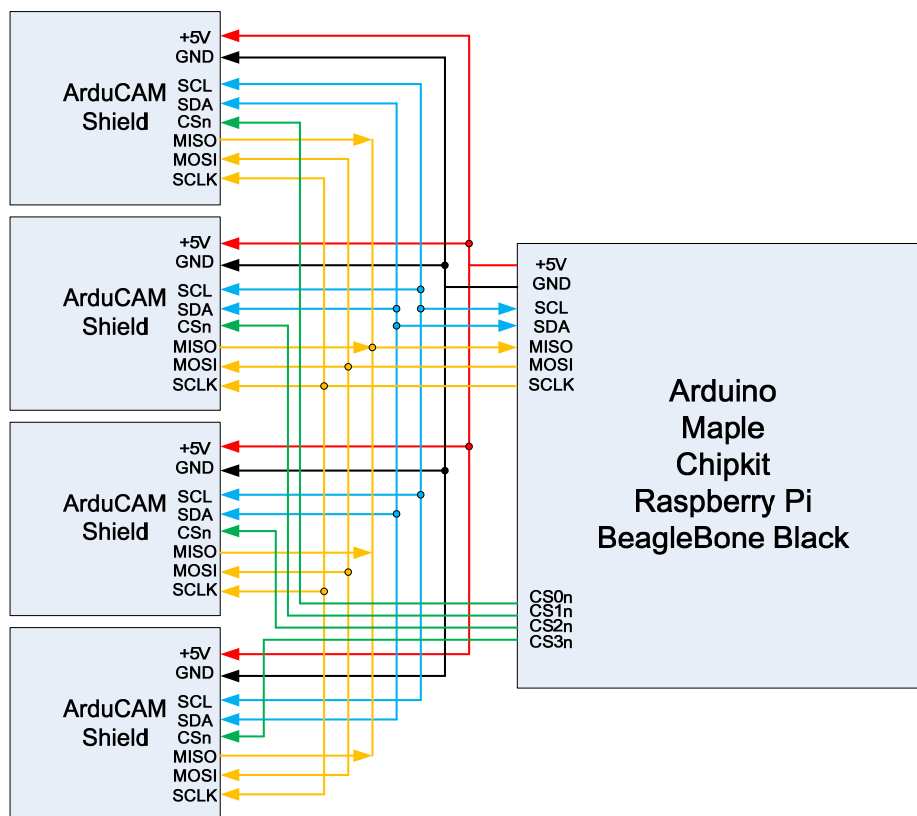 +5V
GND
SCL
SDA
CSn
MISO
MOSI
SCLK
ArduCAM
Shield
+5V
GND
SCL
SDA
CSn
MISO
MOSI
SCLK
ArduCAM
Shield
+5V
GND
SCL
SDA
CSn
MISO
MOSI
SCLK
ArduCAM
Shield
+5V
GND
SCL
SDA
CSn
MISO
MOSI
SCLK
ArduCAM
Shield
+5V
GND
SCL
SDA
MISO
MOSI
SCLK
Arduino
Maple
Chipkit
Raspberry Pi
BeagleBone Black
CS0n
CS1n
CS2n
CS3n